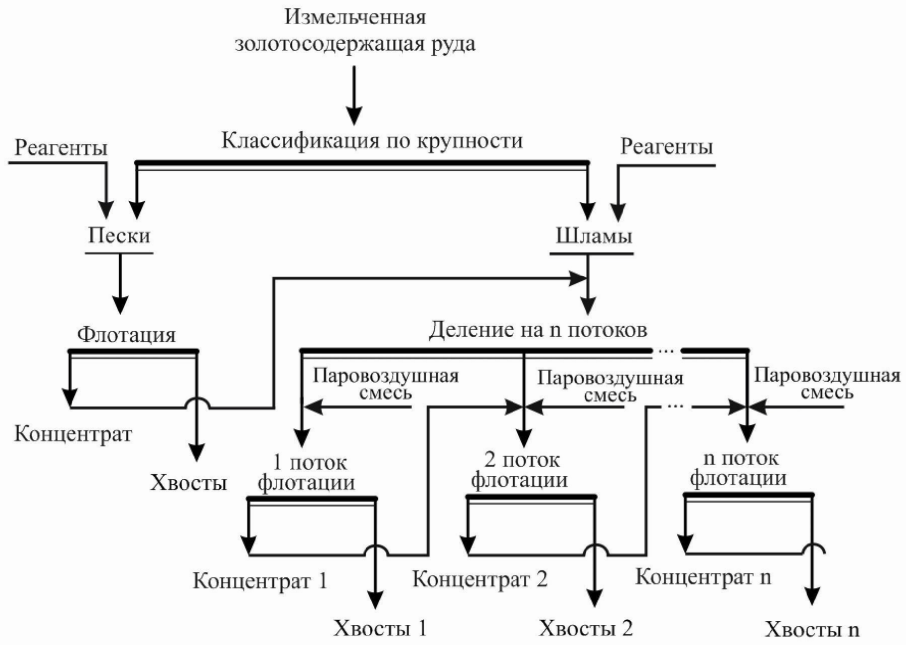 Измельченная
золотосодержащая руда
Классификация по крупности
Реагенты
Реагенты
Пески
Шламы
Флотация
Деление на n потоков
...
Паровоздушная
смесь
Паровоздушная
смесь
...
Паровоздушная
смесь
Концентрат
Хвосты
1 поток
флотации
2 поток
флотации
n поток
флотации
Концентрат 1
Концентрат 2
Концентрат n
Хвосты 1
Хвосты 2
Хвосты n